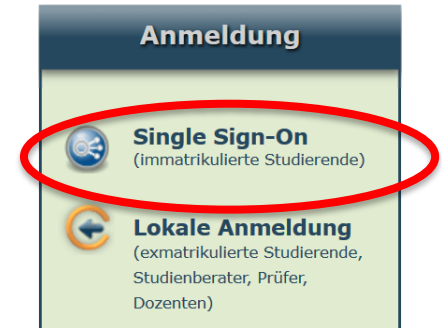 Anmeldung
Single Sign-On
(immatrikulierte Studierende)
Lokale Anmeldung
(exmatrikulierte Studierende,
Studienberater, Prüfer,
Dozenten)